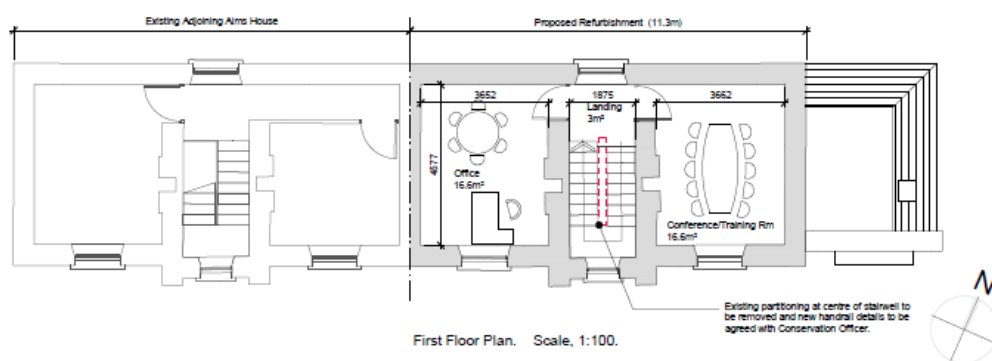 Existing Adjoining Alms House
Proposed Refurbishment (11.3m)
3652
1875
3662
Landing
3m²
4677
Office
16.6m²
Conference/Training Rm
16.6m²
Existing partitioning at centre of stairwell to
be removed and new handrail details to be
agreed with Conservation Officer.
N
First Floor Plan. Scale, 1:100.